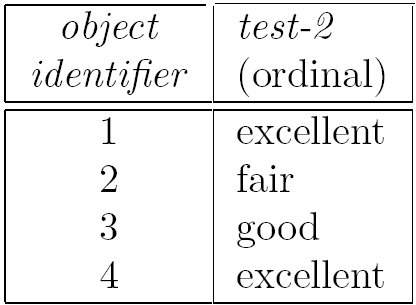 object test-2
identifier (ordinal)
1 excellent
2 fair
3 good
4 excellent